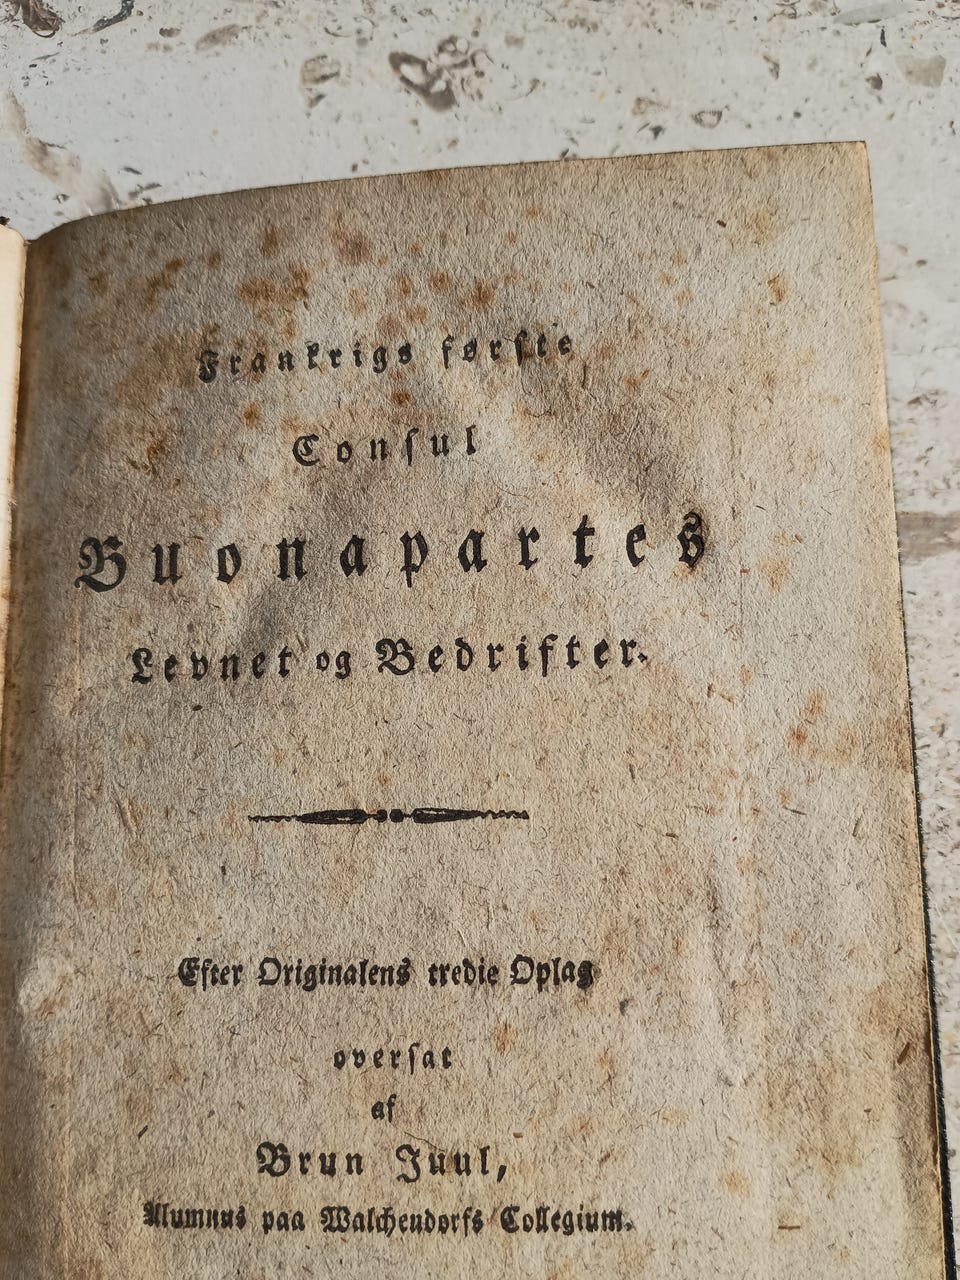 Frankrigs første
Conſul
Buonapartes
Levnet og Bedrifter.
Efter Originalens tredie Oplag
overſat
af
Brun Juul,
Alumnus paa Walchendorfs Collegium.